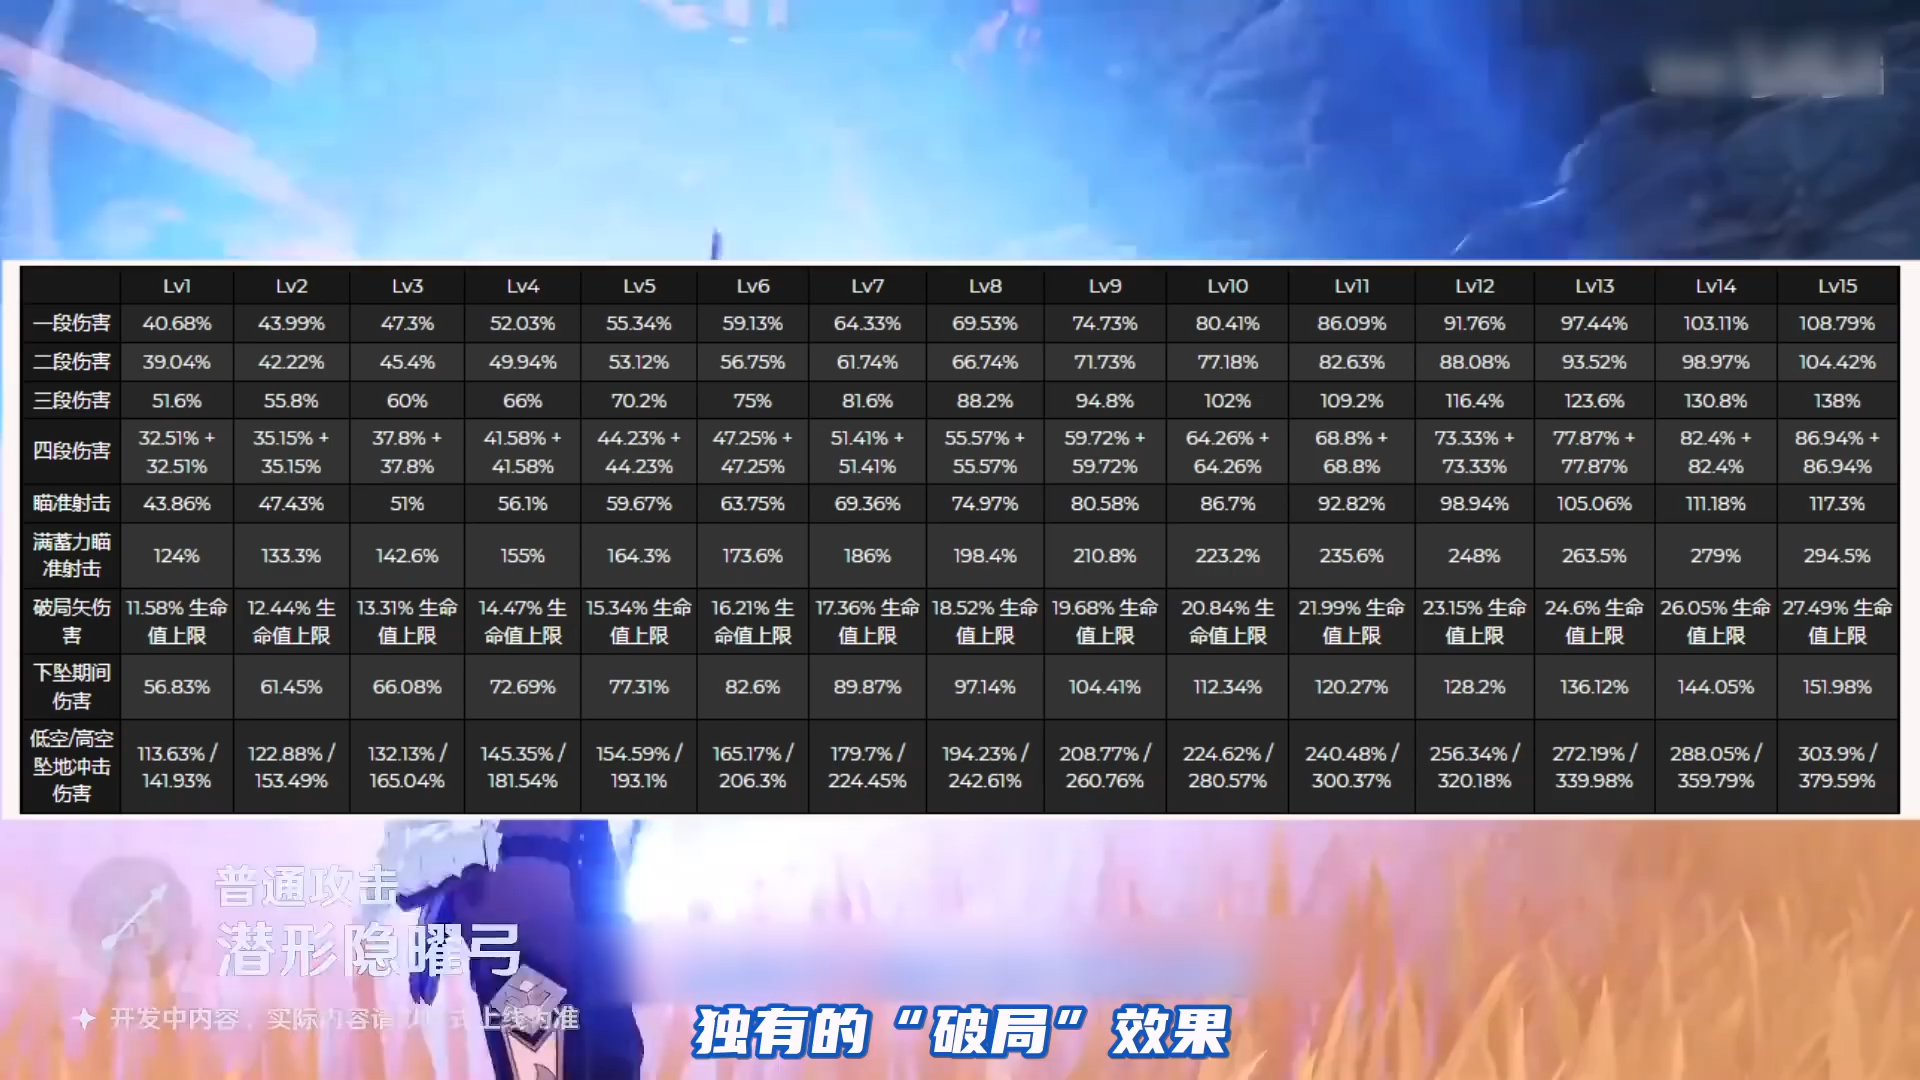 Lv1 Lv2 Lv3 Lv4 Lv5 Lv6 Lv7 Lv8 Lv9 Lv10 Lv11 Lv12 Lv13 Lv14 Lv15
一段伤害 40.68% 43.99% 47.3% 52.03% 55.34% 59.13% 64.33% 69.53% 74.73% 80.41% 86.09% 91.76% 97.44% 103.11% 108.79%
二段伤害 39.04% 42.22% 45.4% 49.94% 53.12% 56.75% 61.74% 66.74% 71.73% 77.18% 82.63% 88.08% 93.52% 98.97% 104.42%
三段伤害 51.6% 55.8% 60% 66% 70.2% 75% 81.6% 88.2% 94.8% 102% 109.2% 116.4% 123.6% 130.8% 138%
四段伤害 32.51% + 32.51% 35.15% + 35.15% 37.8% + 37.8% 41.58% + 41.58% 44.23% + 44.23% 47.25% + 47.25% 51.41% + 51.41% 55.57% + 55.57% 59.72% + 59.72% 64.26% + 64.26% 68.8% + 68.8% 73.33% + 73.33% 77.87% + 77.87% 82.4% + 82.4% 86.94% + 86.94%
瞄准射击 43.86% 47.43% 51% 56.1% 59.67% 63.75% 69.36% 74.97% 80.58% 86.7% 92.82% 98.94% 105.06% 111.18% 117.3%
满蓄力瞄准射击 124% 133.3% 142.6% 155% 164.3% 173.6% 186% 198.4% 210.8% 223.2% 235.6% 248% 263.5% 279% 294.5%
破局矢伤害 11.58% 生命值上限 12.44% 生命值上限 13.31% 生命值上限 14.47% 生命值上限 15.34% 生命值上限 16.21% 生命值上限 17.36% 生命值上限 18.52% 生命值上限 19.68% 生命值上限 20.84% 生命值上限 21.99% 生命值上限 23.15% 生命值上限 24.6% 生命值上限 26.05% 生命值上限 27.49% 生命值上限
下坠期间伤害 56.83% 61.45% 66.08% 72.69% 77.31% 82.6% 89.87% 97.14% 104.41% 112.34% 120.27% 128.2% 136.12% 144.05% 151.98%
低空/高空坠地冲击伤害 113.63% / 141.93% 122.88% / 153.49% 132.13% / 165.04% 145.35% / 181.54% 154.59% / 193.1% 165.17% / 206.3% 179.7% / 224.45% 194.23% / 242.61% 208.77% / 260.76% 224.62% / 280.57% 240.48% / 300.37% 256.34% / 320.18% 272.19% / 339.98% 288.05% / 359.79% 303.9% / 379.59%
普通攻击
潜形隐曜弓
开发中内容，实际内容请 上线为准
独有的“破局”效果